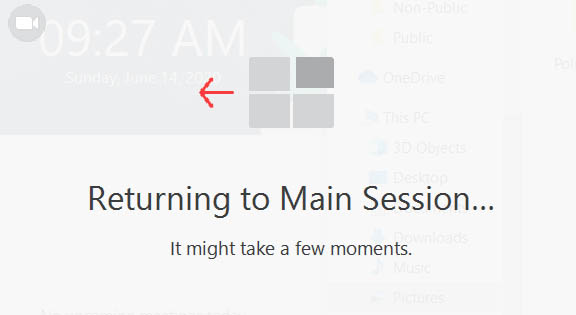 09:27 AM
Sunday, June 14, 2020
Non-Public
Public
OneDrive
This PC
3D Objects
Desktop
Returning to Main Session...
It might take a few moments.
Downloads
Music
Pictures